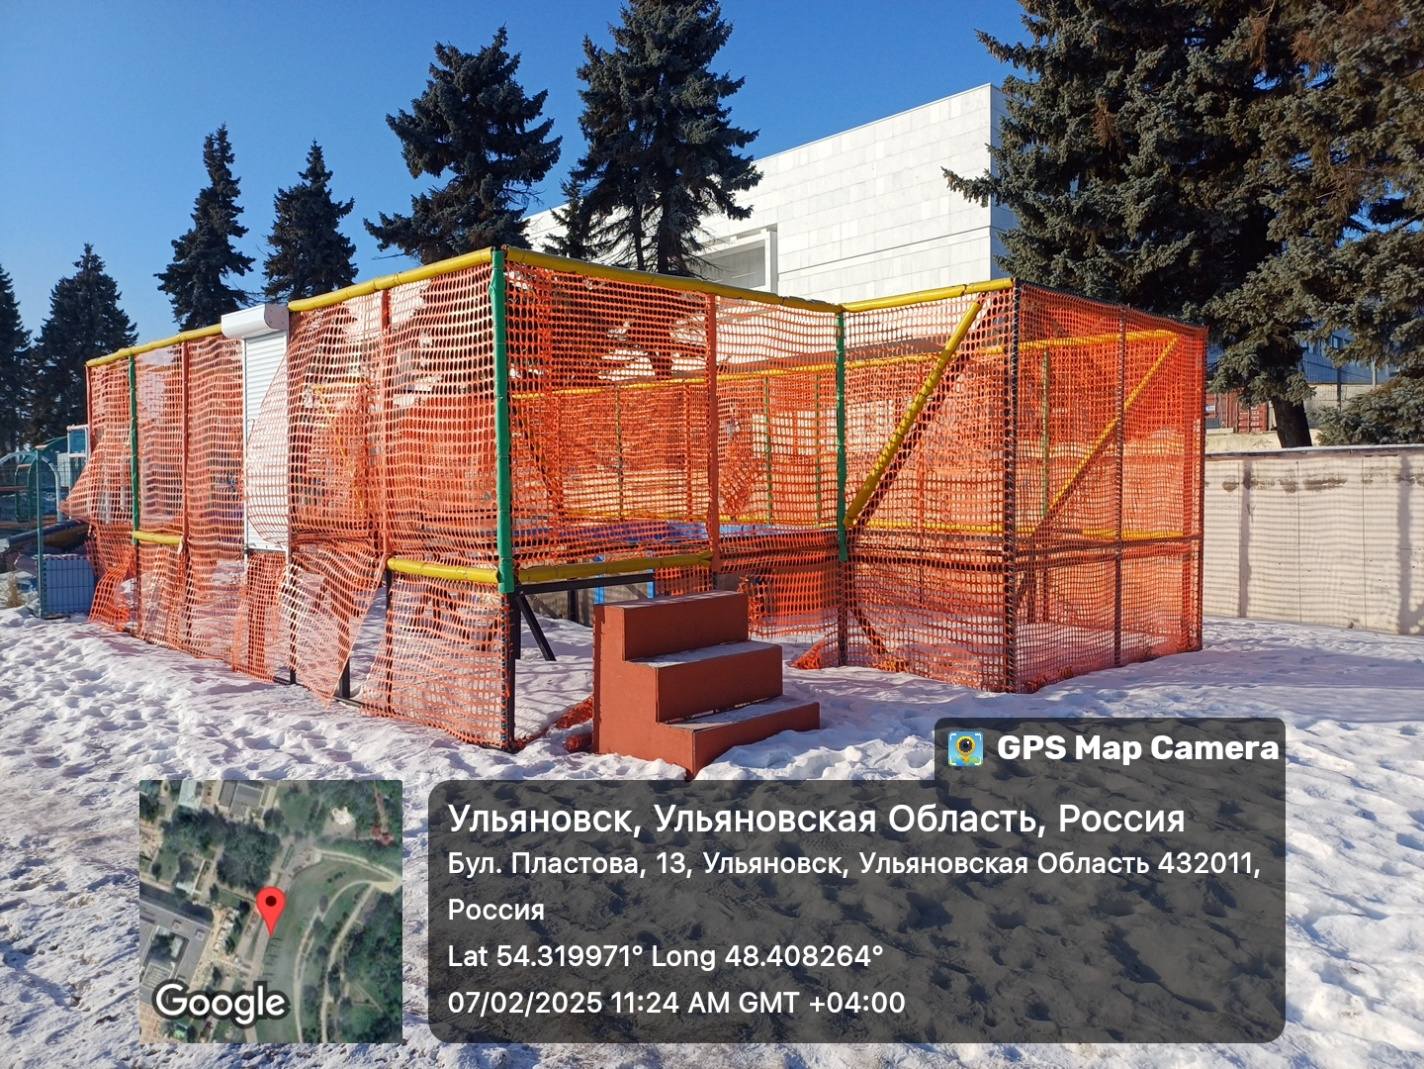 GPS Map Camera
Ульяновск, Ульяновская Область, Россия
Бул. Пластова, 13, Ульяновск, Ульяновская Область 432011,
Россия
Lat 54.319971° Long 48.408264°
07/02/2025 11:24 AM GMT +04:00
Google